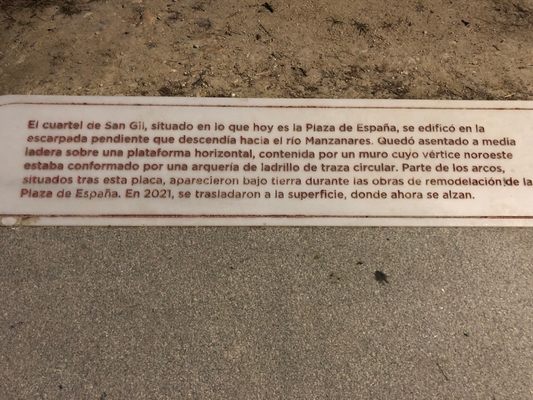 El cuartel de San Gil, situado en lo que hoy es la Plaza de España, se edificó en la
escarpada pendiente que descendía hacia el río Manzanares. Quedó asentado a media
ladera sobre una plataforma horizontal, contenida por un muro cuyo vértice noroeste
estaba conformado por una arquería de ladrillo de traza circular. Parte de los arcos,
situados tras esta placa, aparecieron bajo tierra durante las obras de remodelación de la
Plaza de España. En 2021, se trasladaron a la superficie, donde ahora se alzan.